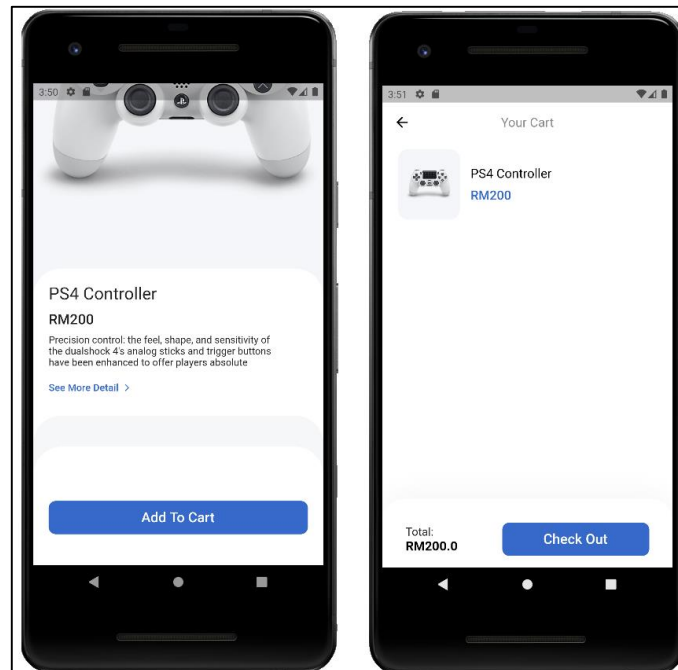 3:50
PS4 Controller
RM200
Precision control: the feel, shape, and sensitivity of
the dualshock 4's analog sticks and trigger buttons
have been enhanced to offer players absolute
See More Detail >
Add To Cart
3:51
Your Cart
PS4 Controller
RM200
Total:
RM200.0
Check Out